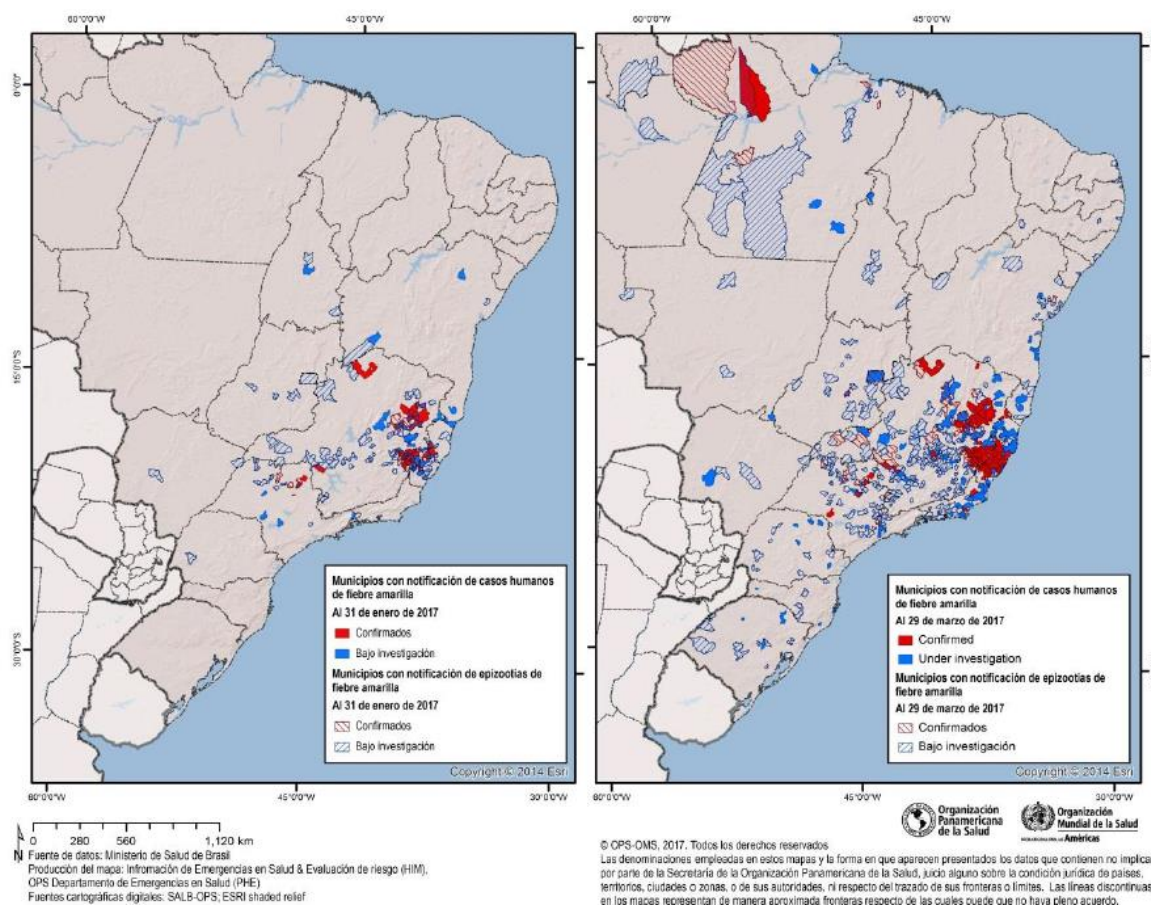 60°0'0"W
45°0'0"W
60°0'0"W
45°0'0"W
0°0'0"
15°0'0"S
30°0'0"S
0°0'0"
15°0'0"S
30°0'0"S
Municipios con notificación de casos humanos
de fiebre amarilla
Al 31 de enero de 2017
Confirmados
Bajo investigación
Municipios con notificación de epizootias de
fiebre amarilla
Al 31 de enero de 2017
Confirmados
Bajo investigación
Copyright © 2014 Esri
Municipios con notificación de casos humanos
de fiebre amarilla
Al 29 de marzo de 2017
Confirmed
Under investigation
Municipios con notificación de epizootias de
fiebre amarilla
Al 29 de marzo de 2017
Confirmados
Bajo investigación
Copyright © 2014 Esri
60°0'0"W
45°0'0"W
30°0'0"W
60°0'0"W
45°0'0"W
30°0'0"W
N
0 280 560 1,120 km
Fuente de datos: Ministerio de Salud de Brasil
Producción del mapa: Infromación de Emergencias en Salud & Evaluación de riesgo (HIM),
OPS Departamento de Emergencias en Salud (PHE)
Fuentes cartográficas digitales: SALB-OPS; ESRI shaded relief
Organización
Panamericana
de la Salud
Organización
Mundial de la Salud
Américas
© OPS-OMS, 2017. Todos los derechos reservados
Las denominaciones empleadas en estos mapas y la forma en que aparecen presentados los datos que contienen no implica
por parte de la Secretaría de la Organización Panamericana de la Salud, juicio alguno sobre la condición jurídica de países,
territorios, ciudades o zonas, o de sus autoridades, ni respecto del trazado de sus fronteras o límites. Las líneas discontinuas
en los mapas representan de manera aproximada fronteras respecto de las cuales puede que no haya pleno acuerdo.